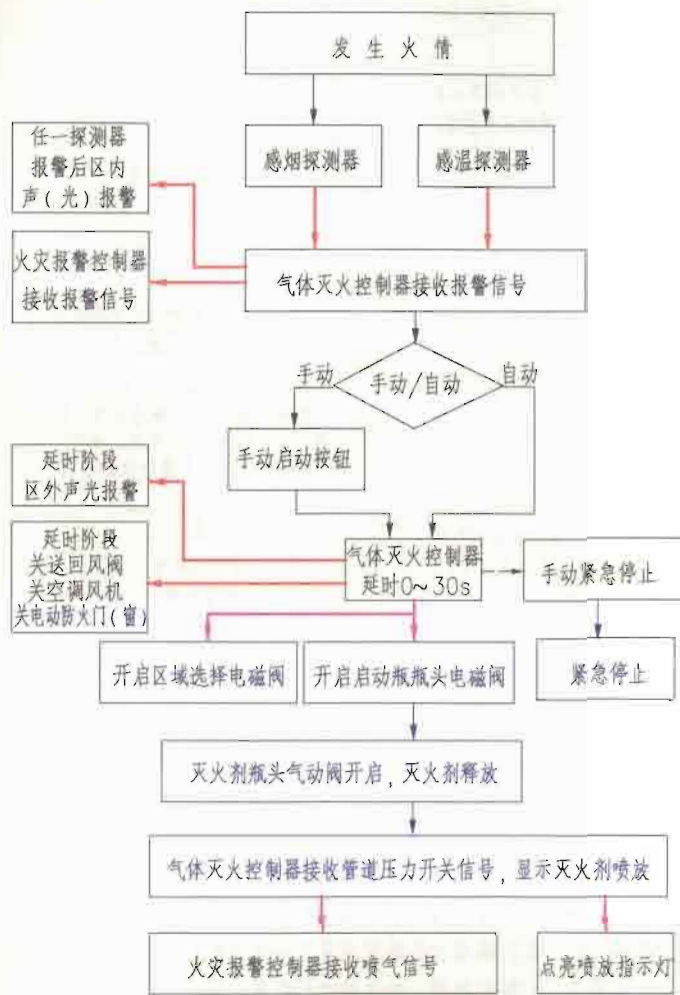 发生火情
感烟探测器
感温探测器
任一探测器
报警后区内
声(光)报警
火灾报警控制器
接收报警信号
气体灭火控制器接收报警信号
手动
手动/自动
自动
手动启动按钮
延时阶段
区外声光报警
延时阶段
关送回风阀
关空调风机
关电动防火门(窗)
气体灭火控制器
延时0~30s
手动紧急停止
开启区域选择电磁阀
开启启动瓶瓶头电磁阀
紧急停止
灭火剂瓶头气动阀开启,灭火剂释放
气体灭火控制器接收管道压力开关信号,显示灭火剂喷放
火灾报警控制器接收喷气信号
点亮喷放指示灯